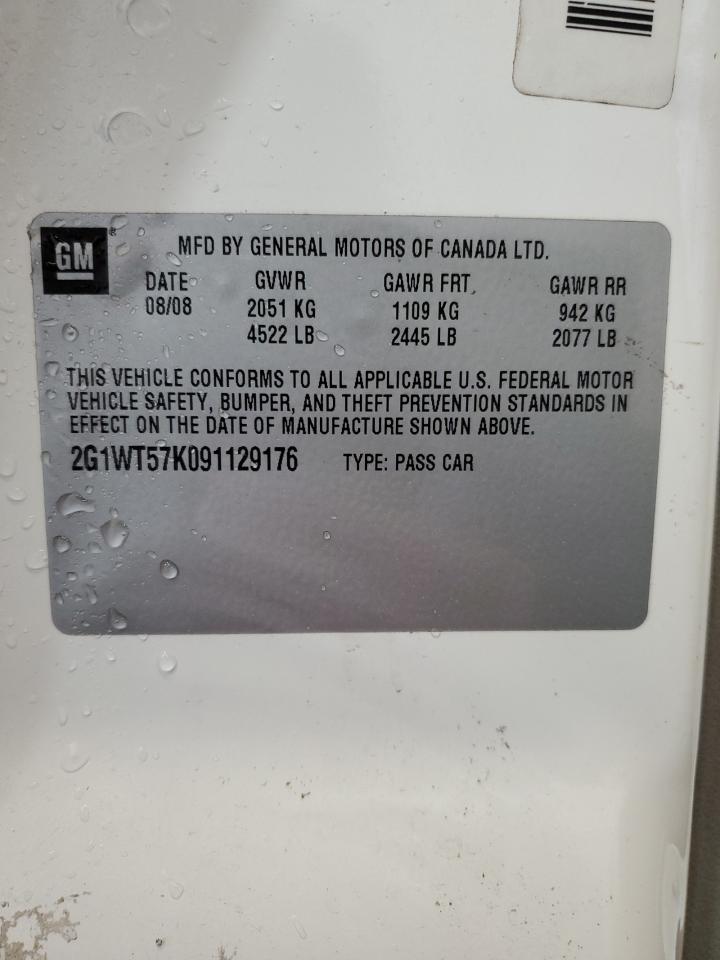 GM
MFD BY GENERAL MOTORS OF CANADA LTD.
DATE GVWR GAWR FRT. GAWR RR
08/08 2051 KG 1109 KG 942 KG
4522 LB 2445 LB 2077 LB
THIS VEHICLE CONFORMS TO ALL APPLICABLE U.S. FEDERAL MOTOR
VEHICLE SAFETY, BUMPER, AND THEFT PREVENTION STANDARDS IN
EFFECT ON THE DATE OF MANUFACTURE SHOWN ABOVE.
2G1WT57K091129176 TYPE: PASS CAR